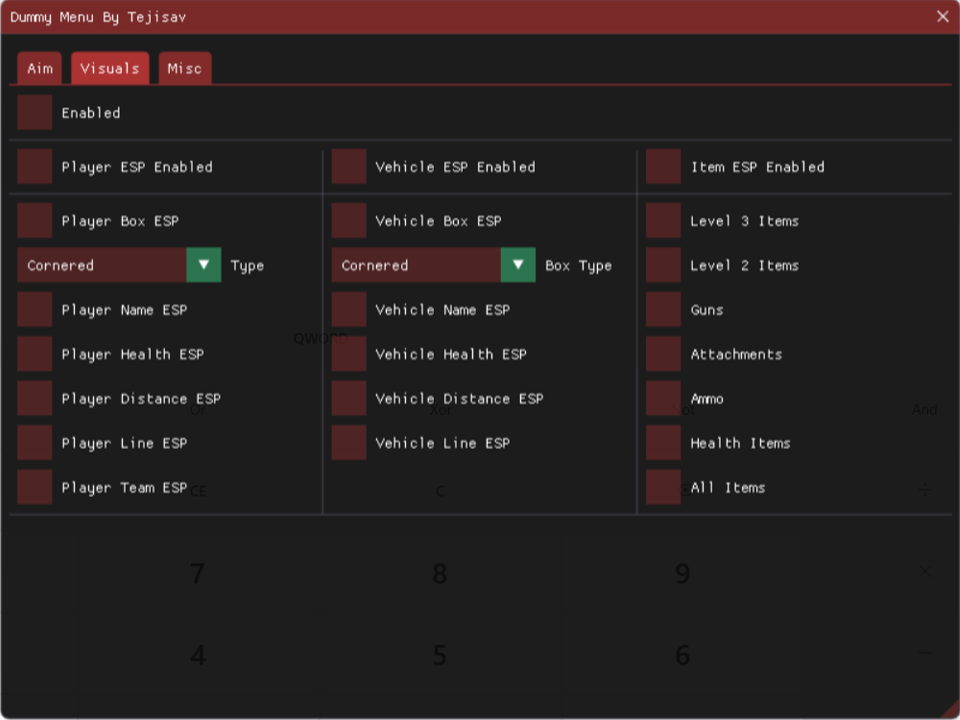 Dummy Menu By Tejisav
Aim Visuals Misc
Enabled
Player ESP Enabled Vehicle ESP Enabled Item ESP Enabled
Player Box ESP Vehicle Box ESP Level 3 Items
Cornered Type Cornered Box Type Level 2 Items
Player Name ESP Vehicle Name ESP Guns
QWORD
Player Health ESP Vehicle Health ESP Attachments
Player Distance ESP Vehicle Distance ESP Ammo
Or Xor And
Player Line ESP Vehicle Line ESP Health Items
Player Team ESP All Items
CE C ÷
7 8 9 ×
4 5 6 −